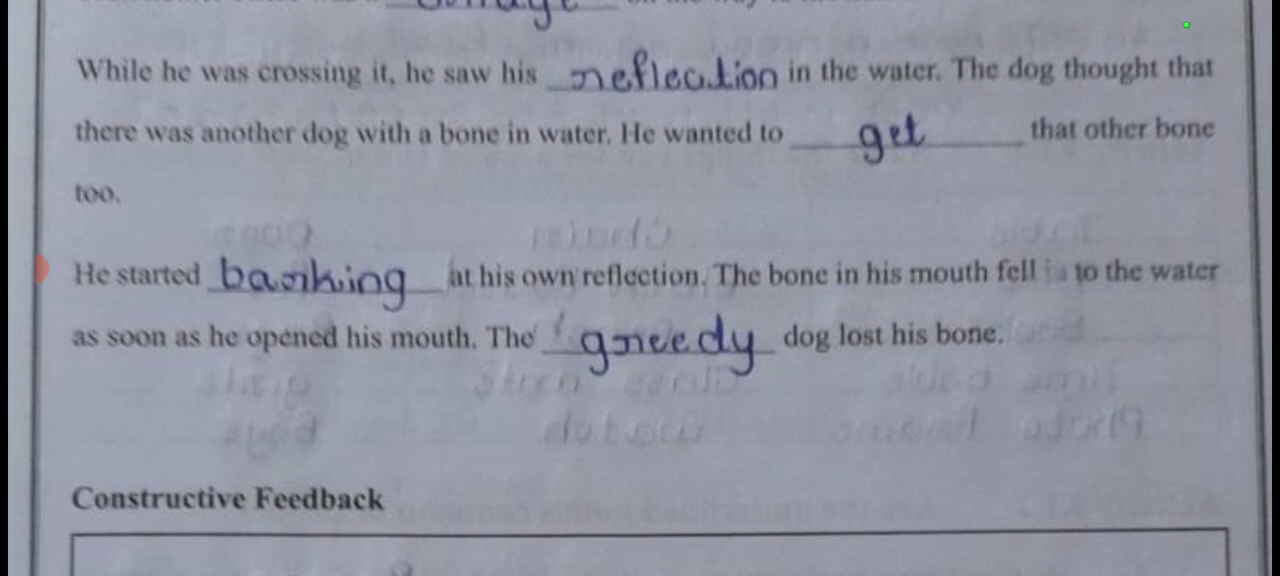 While he was crossing it, he saw his reflection in the water. The dog thought that
there was another dog with a bone in water. He wanted to get that other bone
too.
He started barking at his own reflection. The bone in his mouth fell to the water
as soon as he opened his mouth. The greedy dog lost his bone.
Constructive Feedback